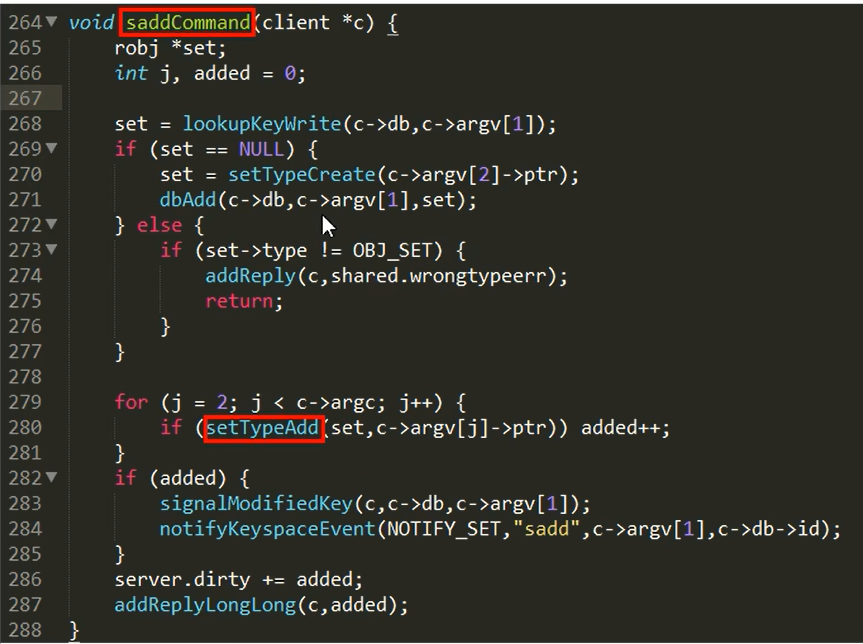 264 void saddCommand(client *c) {
265     robj *set;
266     int j, added = 0;
267
268     set = lookupKeyWrite(c->db,c->argv[1]);
269     if (set == NULL) {
270         set = setTypeCreate(c->argv[2]->ptr);
271         dbAdd(c->db,c->argv[1],set);
272     } else {
273         if (set->type != OBJ_SET) {
274             addReply(c,shared.wrongtypeerr);
275             return;
276         }
277     }
278
279     for (j = 2; j < c->argc; j++) {
280         if (setTypeAdd(set,c->argv[j]->ptr)) added++;
281     }
282     if (added) {
283         signalModifiedKey(c,c->db,c->argv[1]);
284         notifyKeyspaceEvent(NOTIFY_SET,"sadd",c->argv[1],c->db->id);
285     }
286     server.dirty += added;
287     addReplyLongLong(c,added);
288 }